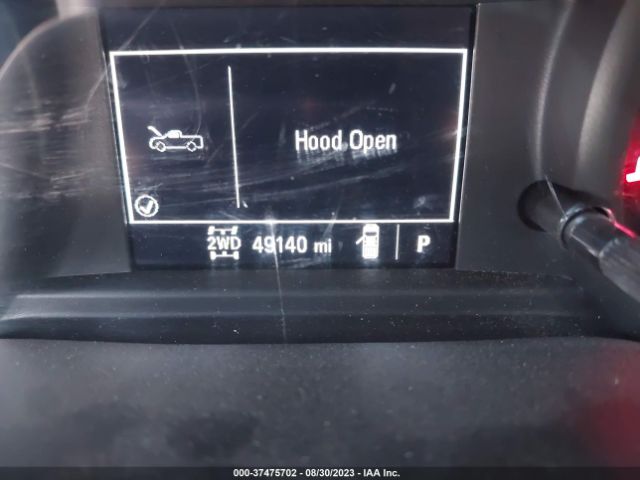 Hood Open
2WD 49140 mi P
000-37475702 - 08/30/2023 - IAA Inc.